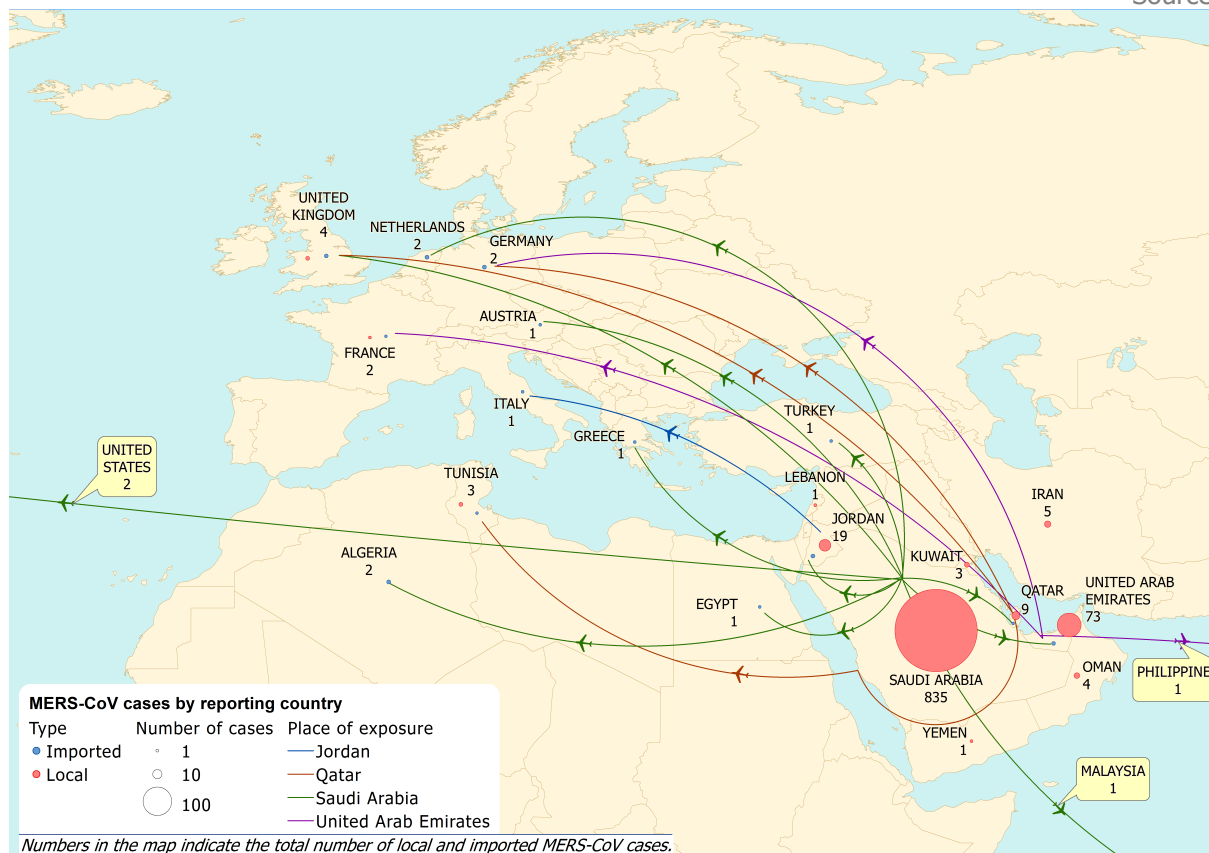 Source
UNITED
KINGDOM
4
NETHERLANDS
2
GERMANY
2
AUSTRIA
1
FRANCE
2
ITALY
1
GREECE
1
TURKEY
1
UNITED
STATES
2
TUNISIA
3
LEBANON
1
IRAN
5
JORDAN
19
ALGERIA
2
KUWAIT
3
EGYPT
1
QATAR
9
UNITED ARAB
EMIRATES
73
SAUDI ARABIA
835
OMAN
4
PHILIPPINE
1
YEMEN
1
MALAYSIA
1
MERS-CoV cases by reporting country
Type
Imported
Local
Number of cases
1
10
100
Place of exposure
Jordan
Qatar
Saudi Arabia
United Arab Emirates
Numbers in the map indicate the total number of local and imported MERS-CoV cases.